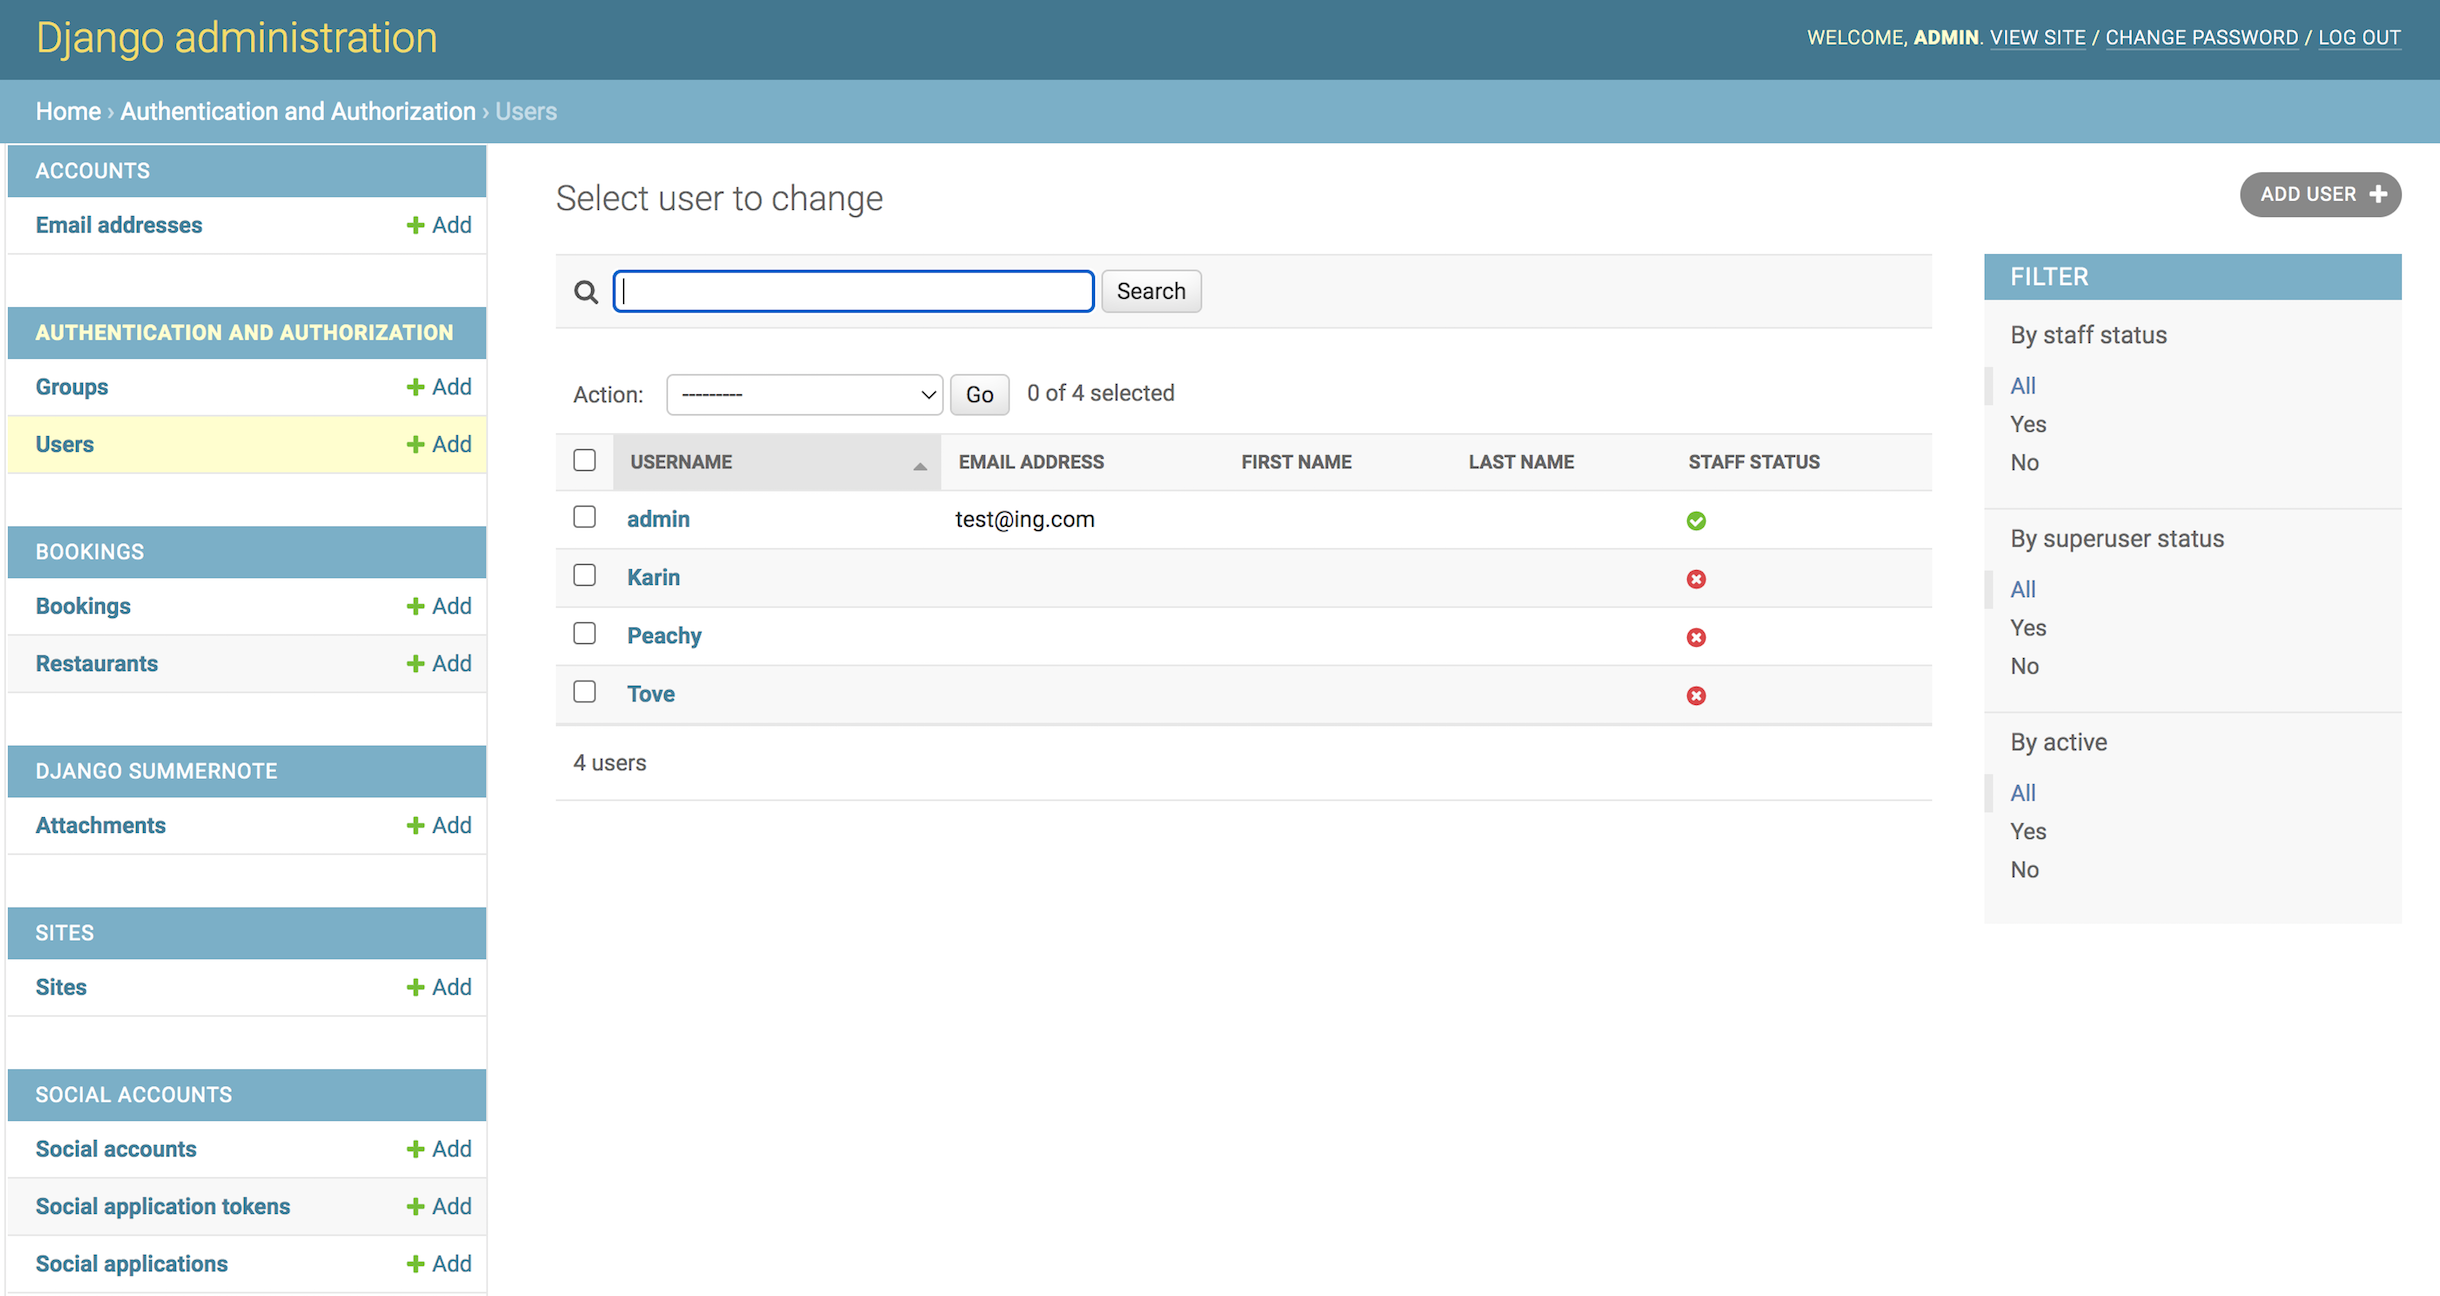 Django administration
WELCOME, ADMIN. VIEW SITE / CHANGE PASSWORD / LOG OUT
Home › Authentication and Authorization › Users
ACCOUNTS
Email addresses Add
AUTHENTICATION AND AUTHORIZATION
Groups Add
Users Add
BOOKINGS
Bookings Add
Restaurants Add
DJANGO SUMMERNOTE
Attachments Add
SITES
Sites Add
SOCIAL ACCOUNTS
Social accounts Add
Social application tokens Add
Social applications Add
Select user to change
ADD USER
Search
Action: --------- Go 0 of 4 selected
USERNAME EMAIL ADDRESS FIRST NAME LAST NAME STAFF STATUS
admin test@ing.com
Karin
Peachy
Tove
4 users
FILTER
By staff status
All
Yes
No
By superuser status
All
Yes
No
By active
All
Yes
No